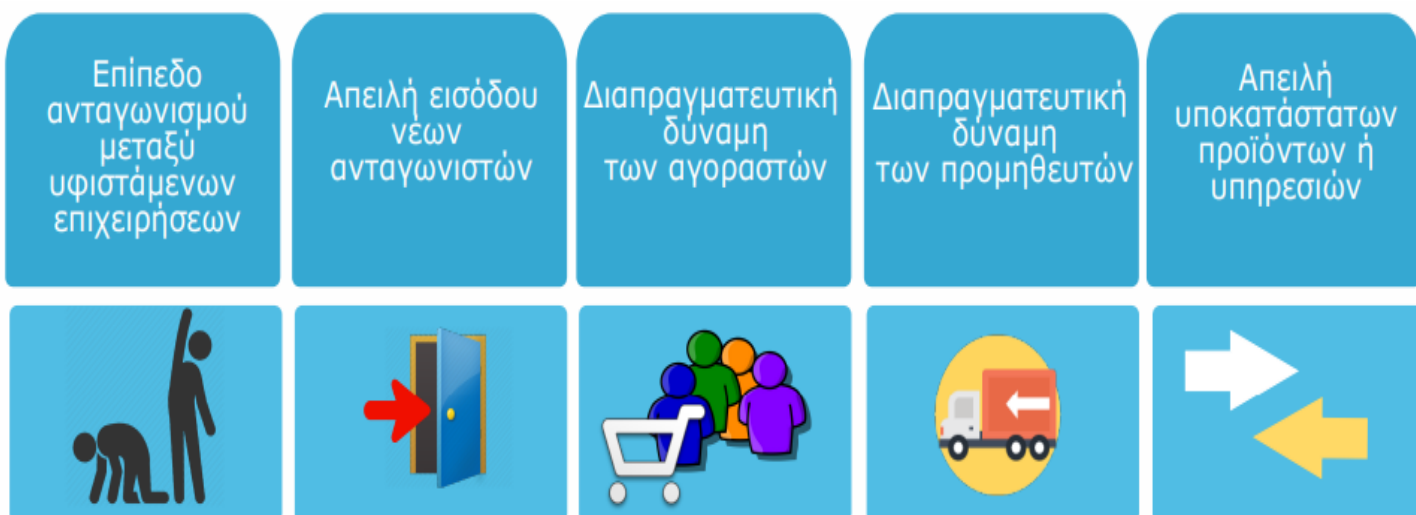 Επίπεδο
ανταγωνισμού
μεταξύ
υφιστάμενων
επιχειρήσεων
Απειλή εισόδου
νέων
ανταγωνιστών
Διαπραγματευτική
δύναμη
των αγοραστών
Διαπραγματευτική
δύναμη
των προμηθευτών
Απειλή
υποκατάστατων
προϊόντων ή
υπηρεσιών